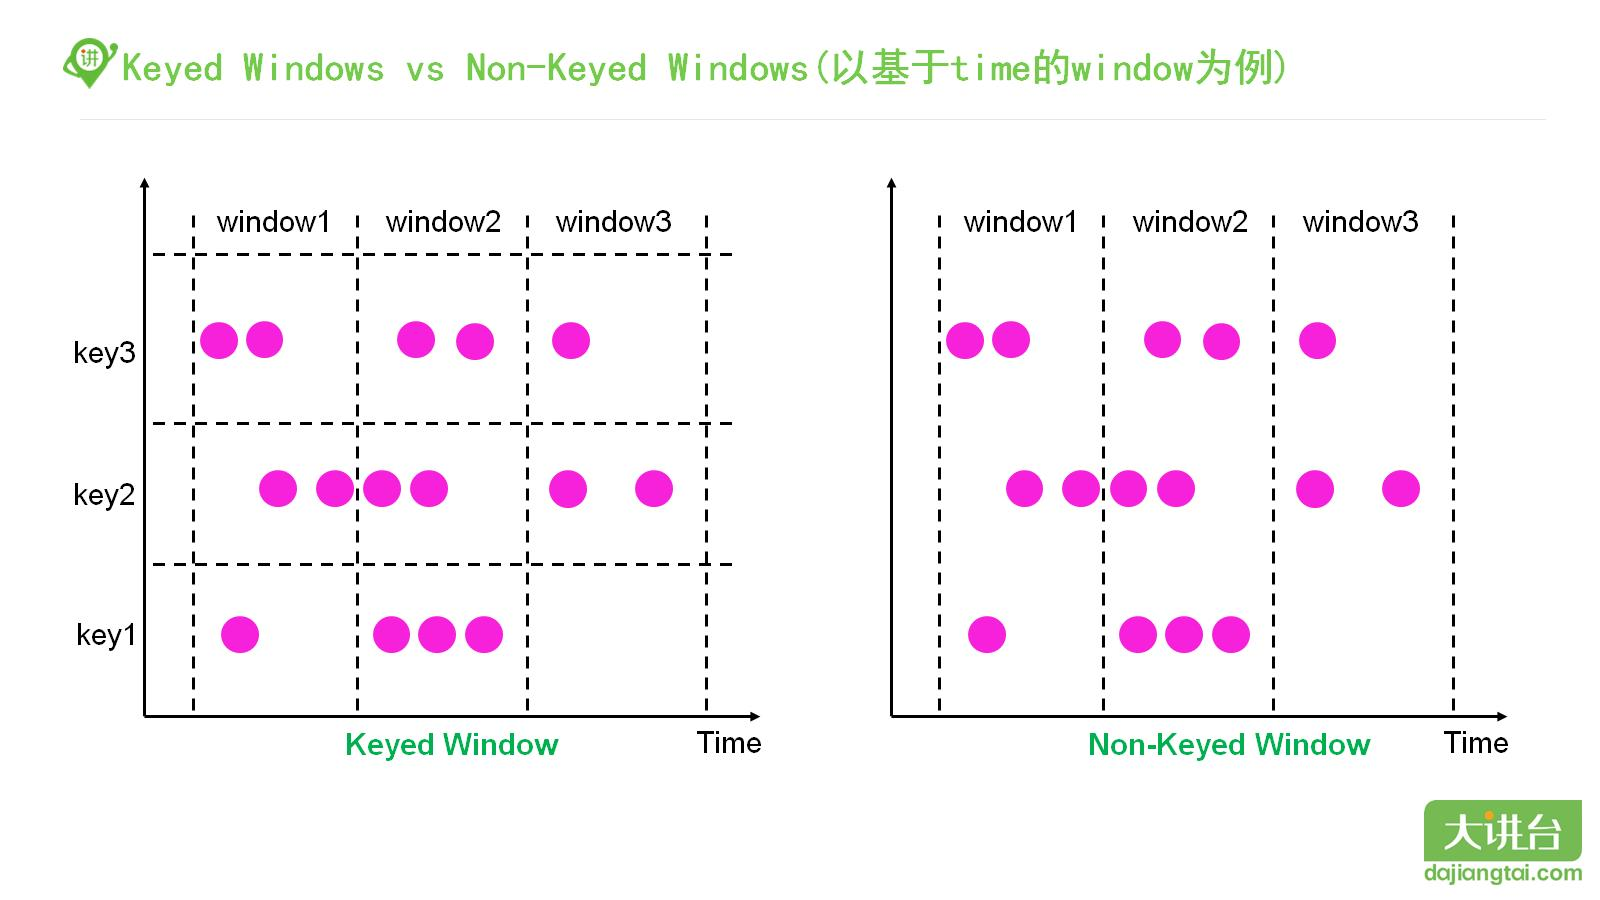 讲
Keyed Windows vs Non-Keyed Windows(以基于time的window为例)
window1 window2 window3
key3
key2
key1
Keyed Window Time
window1 window2 window3
Non-Keyed Window Time
大讲台
dajiangtai.com